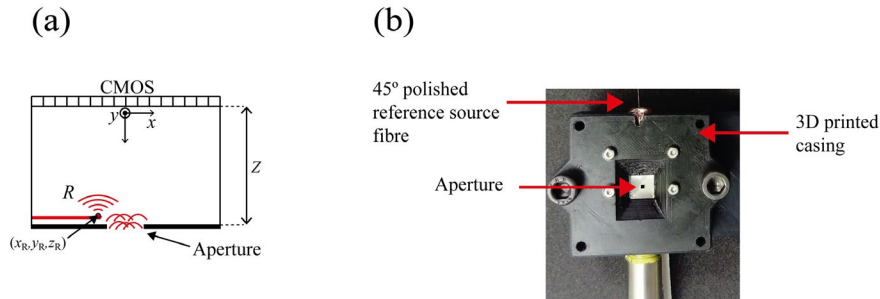 (a)
CMOS
y
x
Z
R
(xR,yR,zR)
Aperture
(b)
45º polished
reference source
fibre
Aperture
3D printed
casing